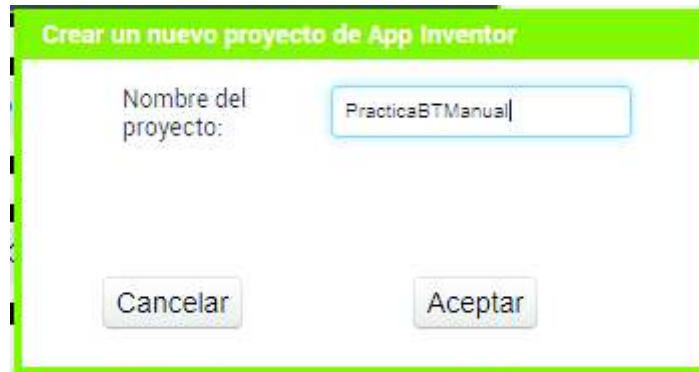 Crear un nuevo proyecto de App Inventor
Nombre del
proyecto:
PracticaBTManual
Cancelar
Aceptar